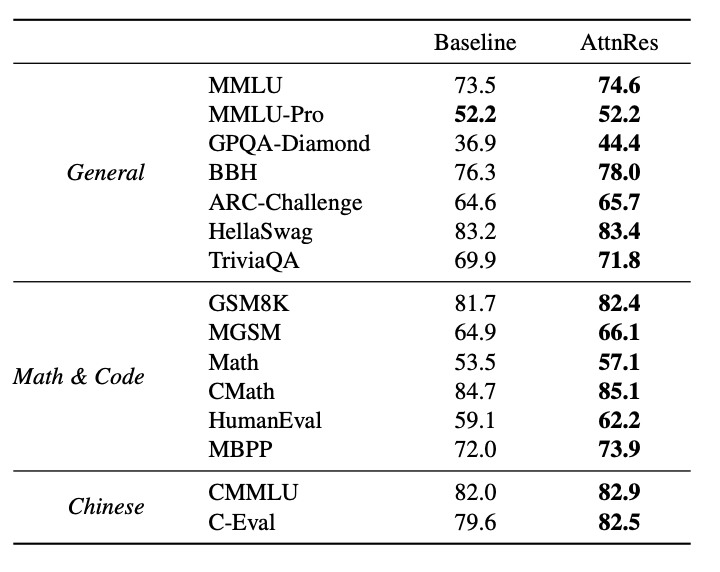 Baseline AttnRes
MMLU 73.5 74.6
MMLU-Pro 52.2 52.2
GPQA-Diamond 36.9 44.4
General BBH 76.3 78.0
ARC-Challenge 64.6 65.7
HellaSwag 83.2 83.4
TriviaQA 69.9 71.8
GSM8K 81.7 82.4
MGSM 64.9 66.1
Math & Code Math 53.5 57.1
CMath 84.7 85.1
HumanEval 59.1 62.2
MBPP 72.0 73.9
Chinese CMMLU 82.0 82.9
C-Eval 79.6 82.5